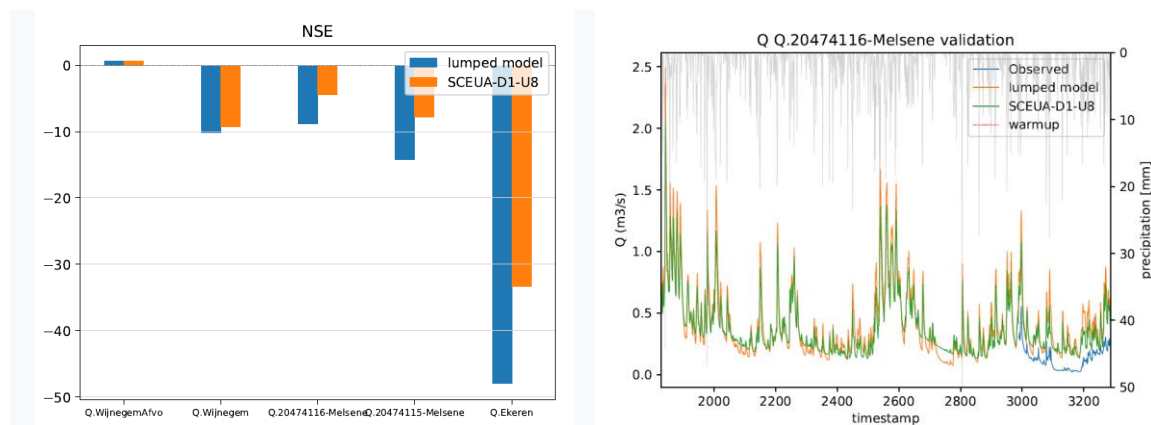 NSE
lumped model
SCEUA-D1-U8
0
−10
−20
−30
−40
−50
Q.WijnegemAfvo
Q.Wijnegem
Q.20474116-Melsene
Q.20474115-Melsene
Q.Ekeren
Q Q.20474116-Melsene validation
Observed
lumped model
SCEUA-D1-U8
warmup
Q (m3/s)
2.5
2.0
1.5
1.0
0.5
0.0
2000 2200 2400 2600 2800 3000 3200
timestamp
0
10
20
30
40
50
precipitation [mm]